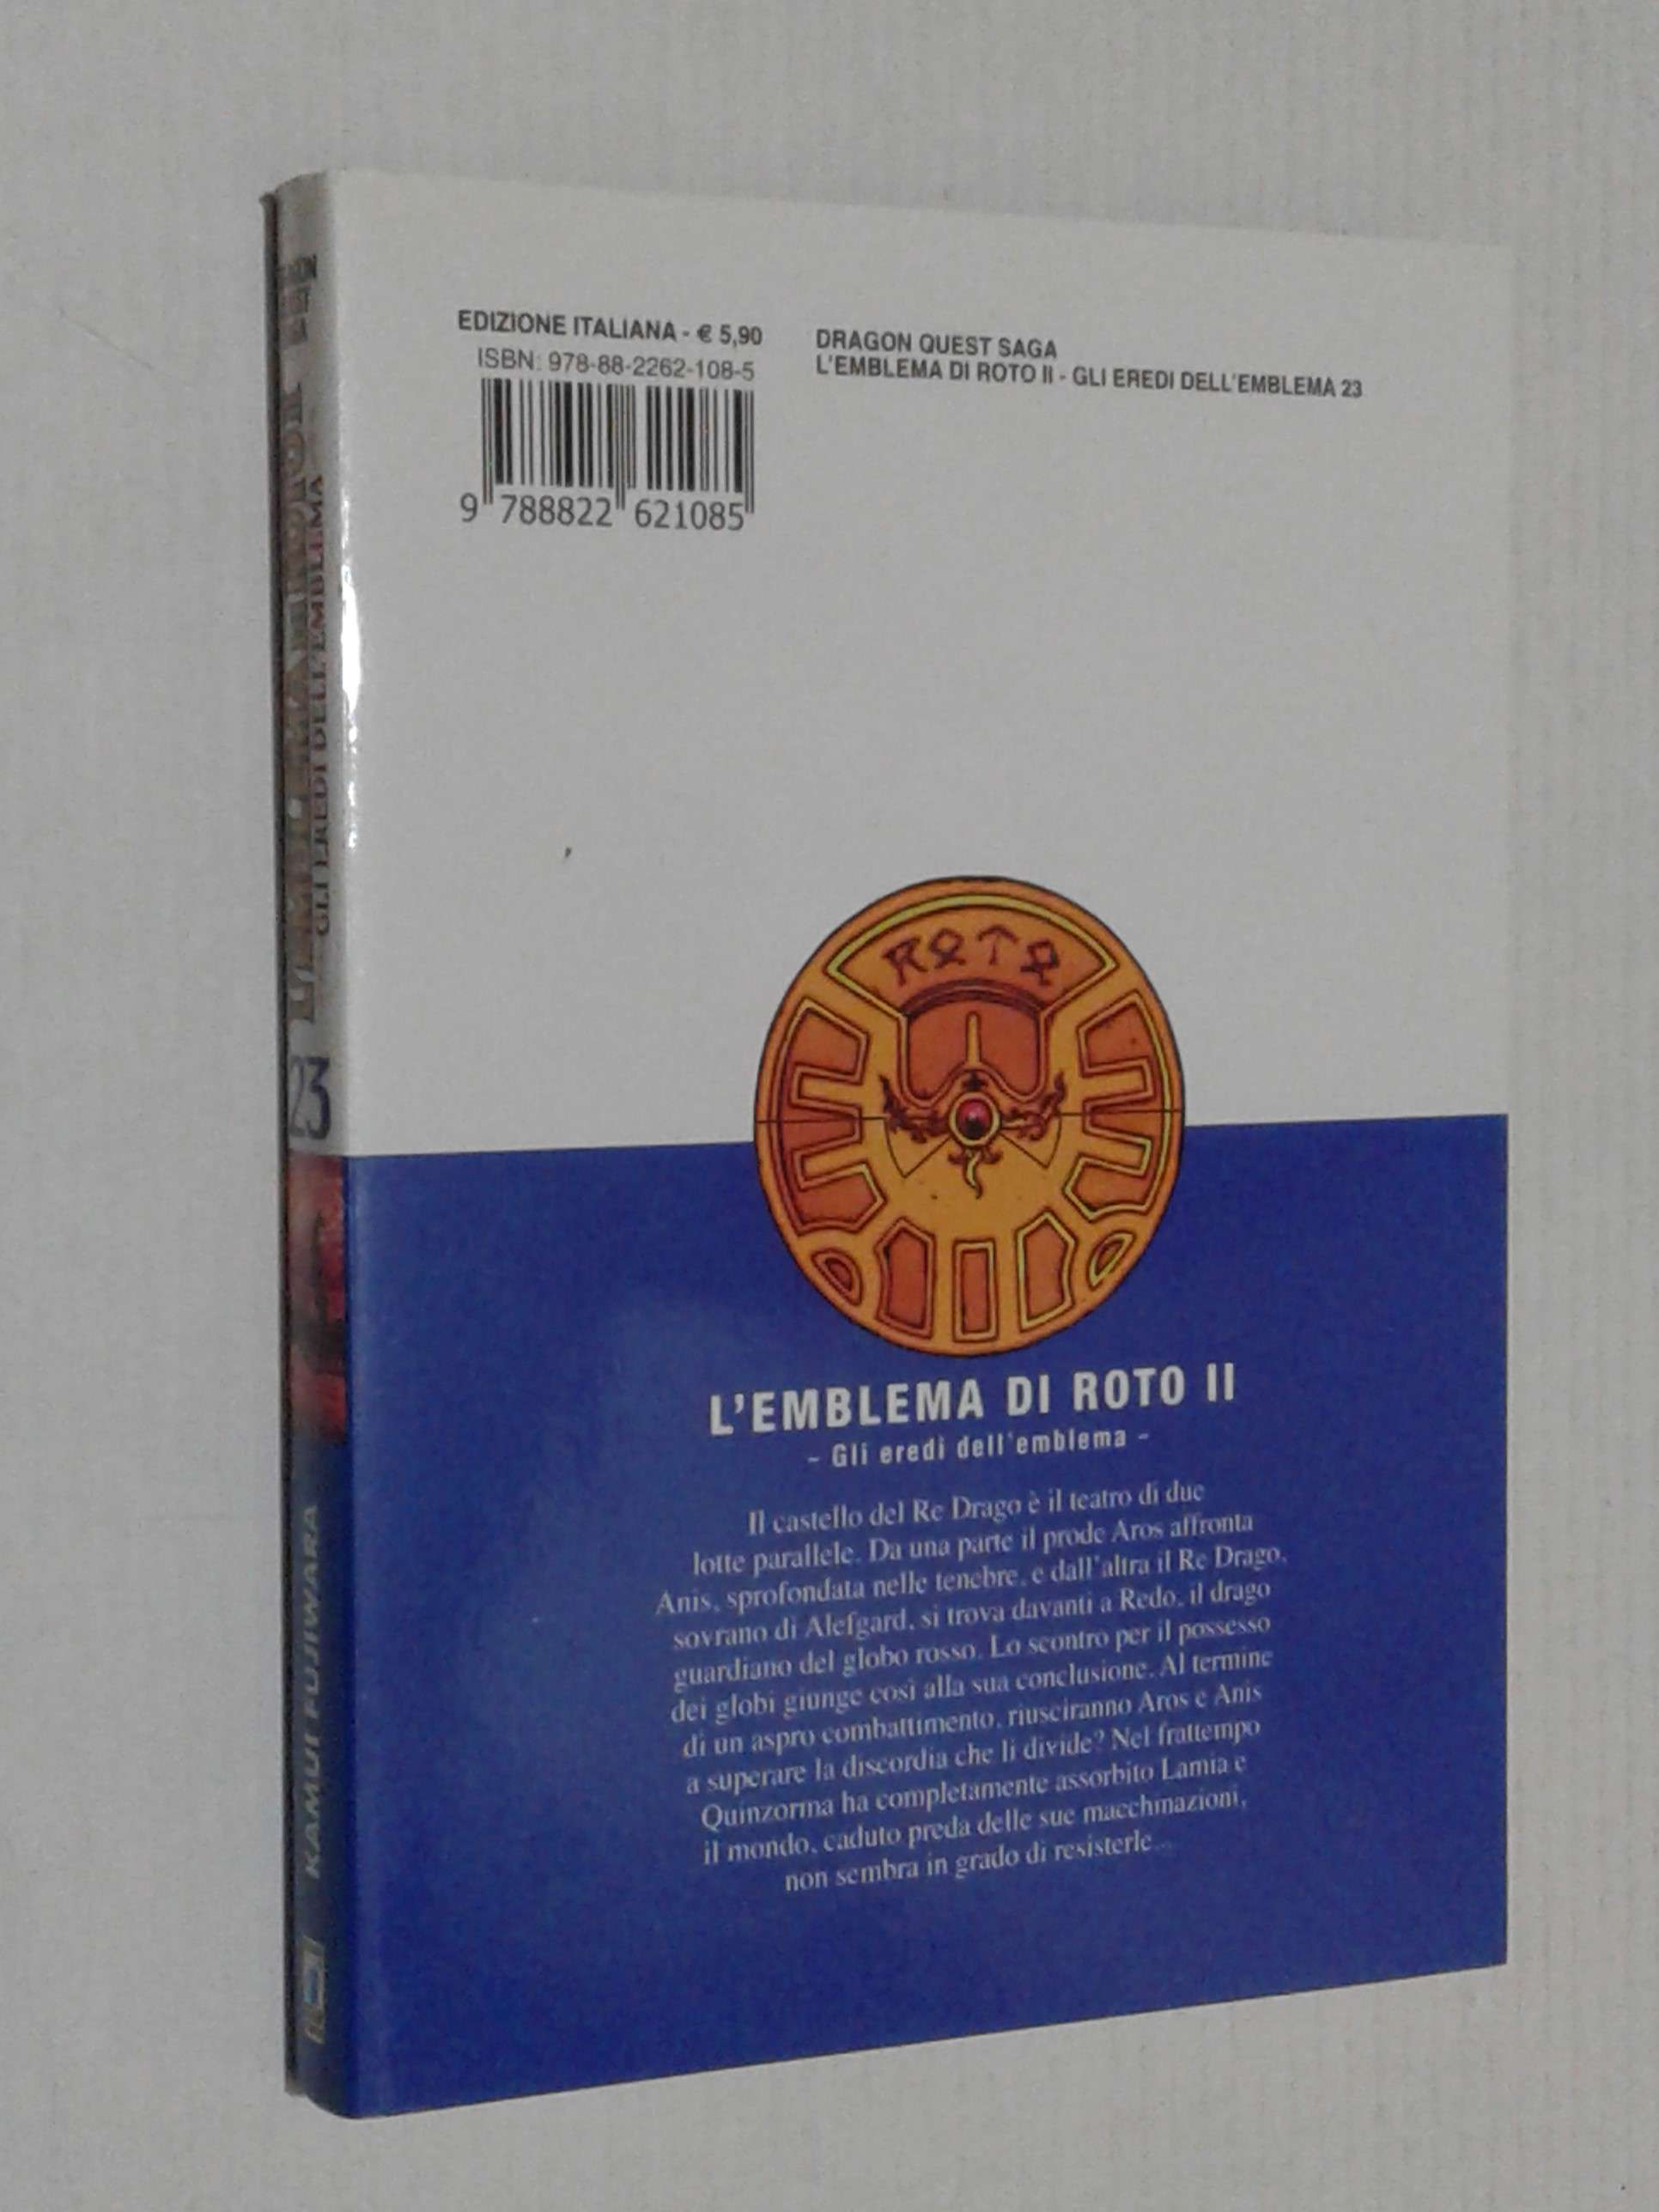 EDIZIONE ITALIANA - € 5,90
ISBN: 978-88-2262-108-5
9 788822 621085
DRAGON QUEST SAGA
L'EMBLEMA DI ROTO II - GLI EREDI DELL'EMBLEMA 23
ROTO
L'EMBLEMA DI ROTO II
- Gli eredi dell'emblema -
Il castello del Re Drago è il teatro di due
lotte parallele. Da una parte il prode Aros affronta
Anis, sprofondata nelle tenebre, e dall'altra il Re Drago,
sovrano di Alefgard, si trova davanti a Redo, il drago
guardiano del globo rosso. Lo scontro per il possesso
dei globi giunge così alla sua conclusione. Al termine
di un aspro combattimento, riusciranno Aros e Anis
a superare la discordia che li divide? Nel frattempo
Quinzorma ha completamente assorbito Lamia e
il mondo, caduto preda delle sue macchinazioni,
non sembra in grado di resisterle...
L'EMBLEMA DI ROTO II
GLI EREDI DELL'EMBLEMA
23
KAMUI FUJIWARA